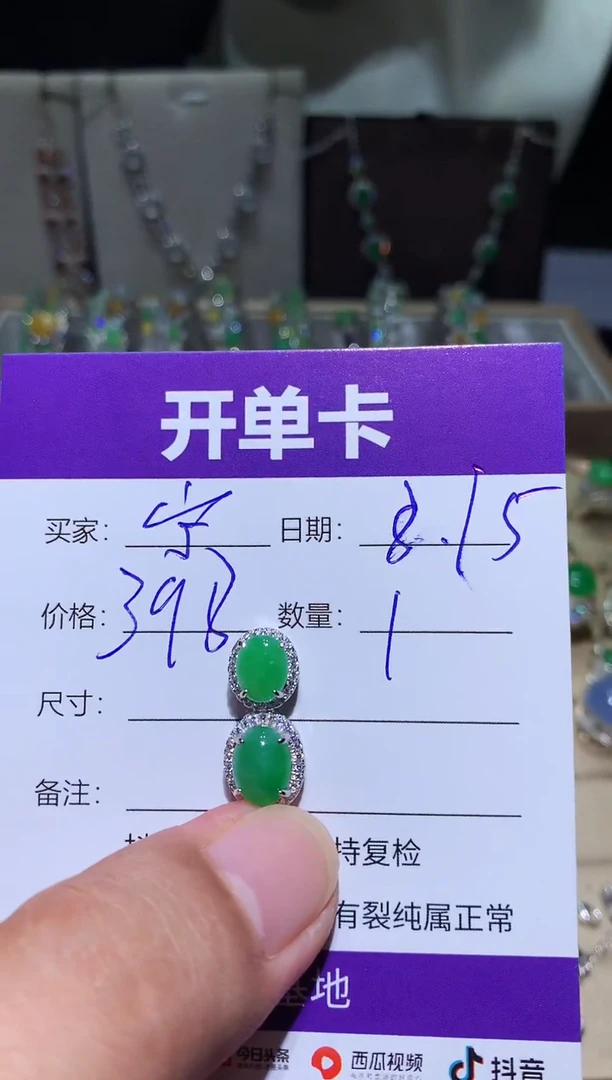 开单卡
买家: 宁 日期: 8.15
价格: 398 数量: 1
尺寸:
备注:
持复检
有裂纯属正常
地
今日头条 西瓜视频 抖音